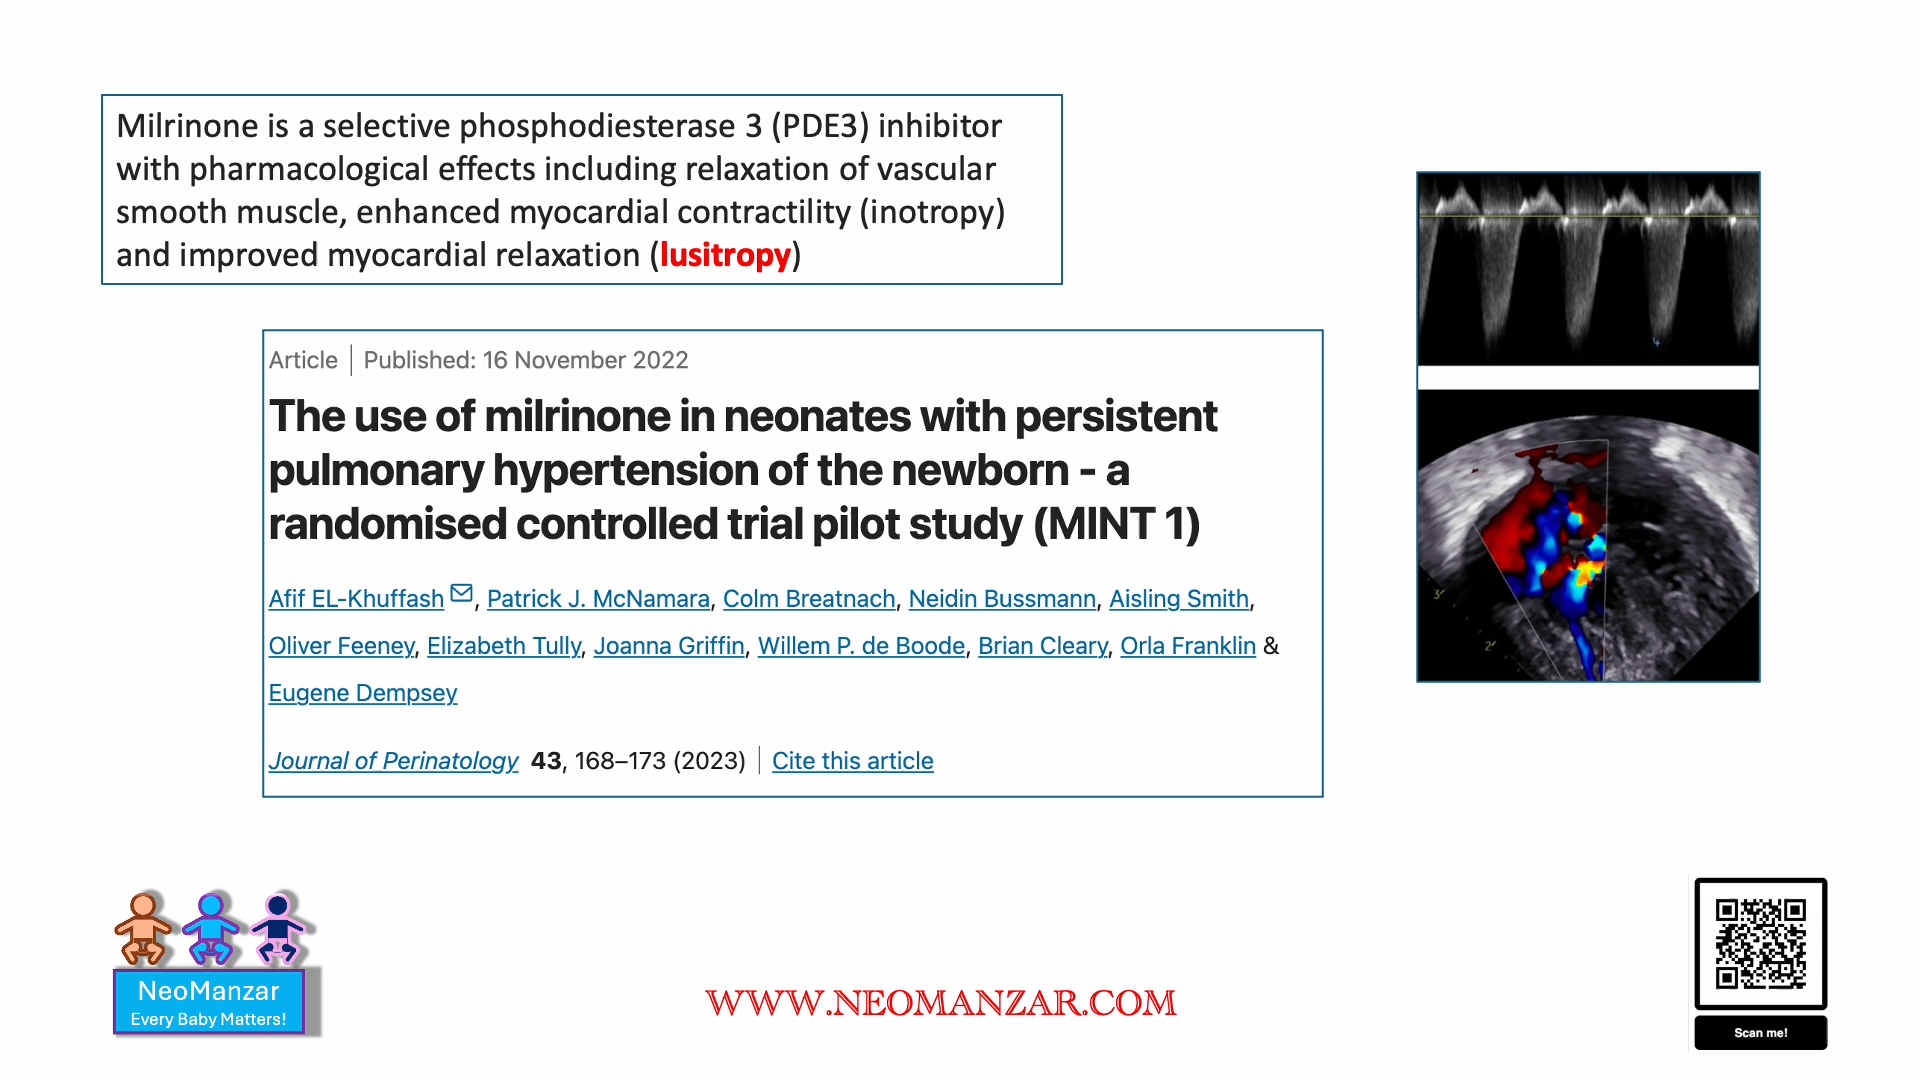 Milrinone is a selective phosphodiesterase 3 (PDE3) inhibitor
with pharmacological effects including relaxation of vascular
smooth muscle, enhanced myocardial contractility (inotropy)
and improved myocardial relaxation (lusitropy)
Article | Published: 16 November 2022
The use of milrinone in neonates with persistent
pulmonary hypertension of the newborn - a
randomised controlled trial pilot study (MINT 1)
Afif EL-Khuffash, Patrick J. McNamara, Colm Breatnach, Neidin Bussmann, Aisling Smith,
Oliver Feeney, Elizabeth Tully, Joanna Griffin, Willem P. de Boode, Brian Cleary, Orla Franklin &
Eugene Dempsey
Journal of Perinatology 43, 168–173 (2023) | Cite this article
NeoManzar
Every Baby Matters!
WWW.NEOMANZAR.COM
Scan me!